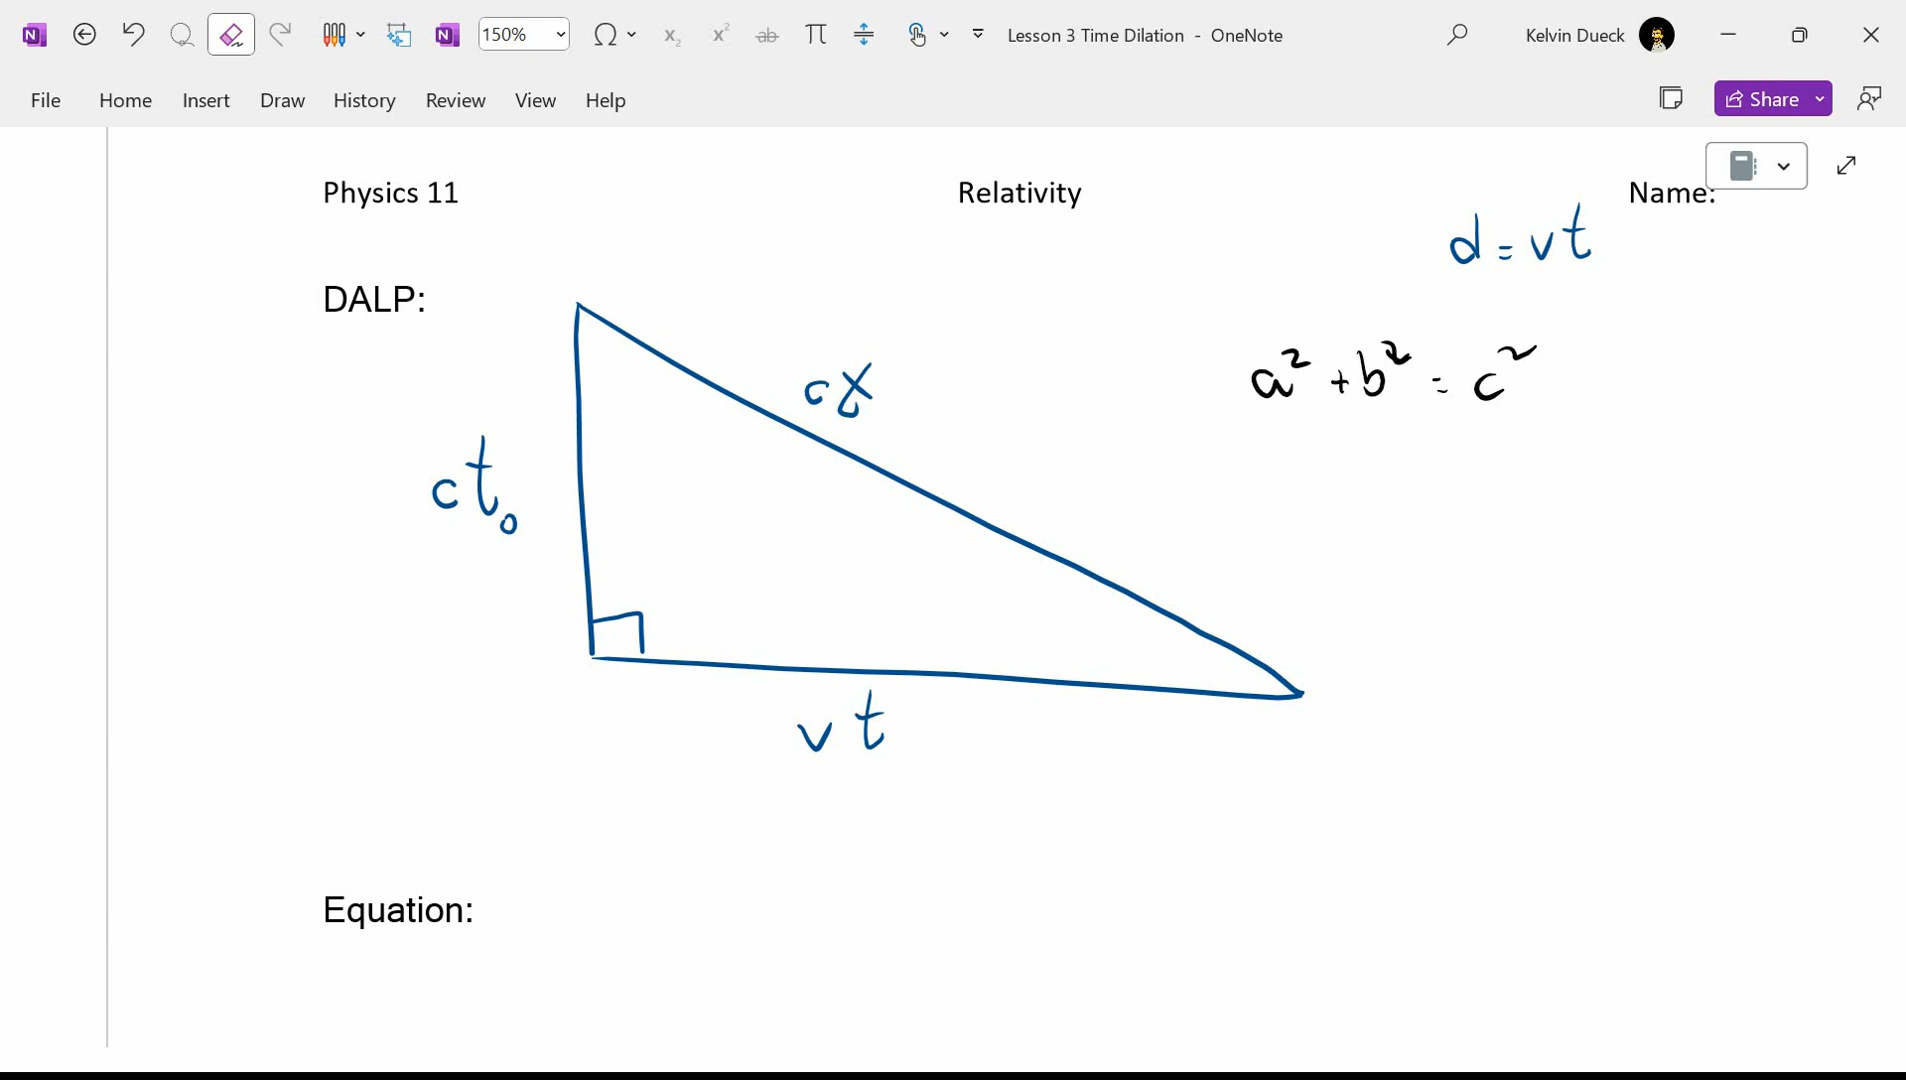 150%
Lesson 3 Time Dilation - OneNote
Kelvin Dueck
File Home Insert Draw History Review View Help
Share
Physics 11 Relativity Name:
d = vt
DALP:
a² + b² = c²
ct
ct₀
vt
Equation: